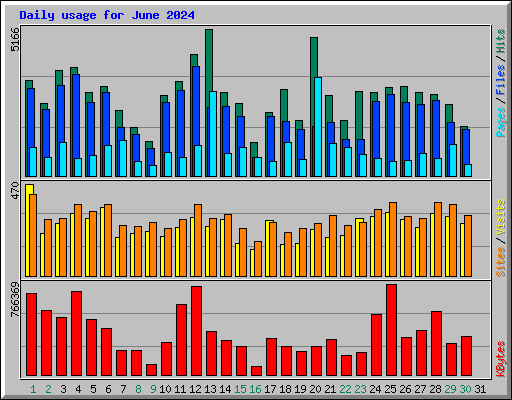 Daily usage for June 2024
5166
Pages / Files / Hits
470
Sites / Visits
766369
KBytes
1 2 3 4 5 6 7 8 9 10 11 12 13 14 15 16 17 18 19 20 21 22 23 24 25 26 27 28 29 30 31